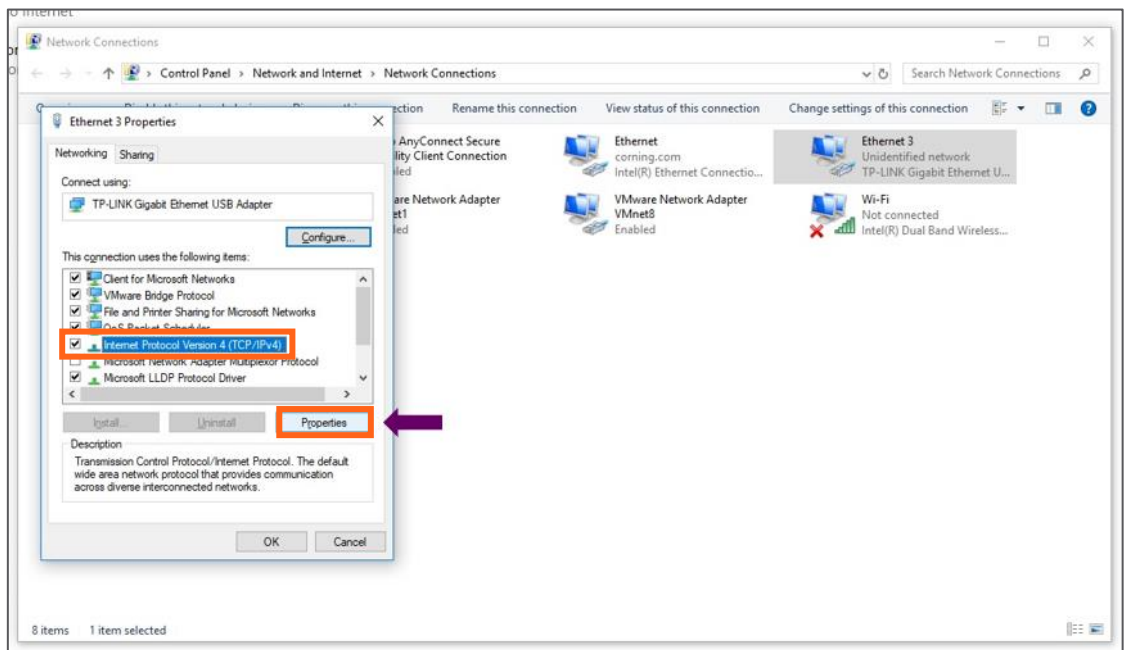 Internet
Network Connections
Control Panel > Network and Internet > Network Connections
Search Network Connections
Rename this connection
View status of this connection
Change settings of this connection
Ethernet 3 Properties
Networking
Sharing
Connect using:
TP-LINK Gigabit Ethernet USB Adapter
Configure...
This connection uses the following items:
Client for Microsoft Networks
VMware Bridge Protocol
File and Printer Sharing for Microsoft Networks
QoS Packet Scheduler
Internet Protocol Version 4 (TCP/IPv4)
Microsoft Network Adapter Multiplexor Protocol
Microsoft LLDP Protocol Driver
Install...
Uninstall
Properties
Description
Transmission Control Protocol/Internet Protocol. The default
wide area network protocol that provides communication
across diverse interconnected networks.
OK
Cancel
AnyConnect Secure
Client Connection
Network Adapter
Ethernet
corning.com
Intel(R) Ethernet Connectio...
VMware Network Adapter
VMnet8
Enabled
Ethernet 3
Unidentified network
TP-LINK Gigabit Ethernet U...
Wi-Fi
Not connected
Intel(R) Dual Band Wireless...
8 items
1 item selected